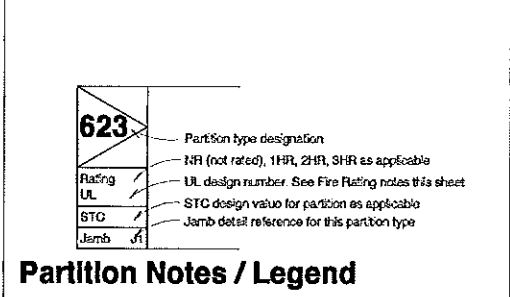 623
Partition type designation
NR (not rated), 1HR, 2HR, 3HR as applicable
Rating
UL
UL design number. See Fire Rating notes this sheet
STC design value for partition as applicable
STC
Jamb detail reference for this partition type
Jamb J1
Partition Notes / Legend